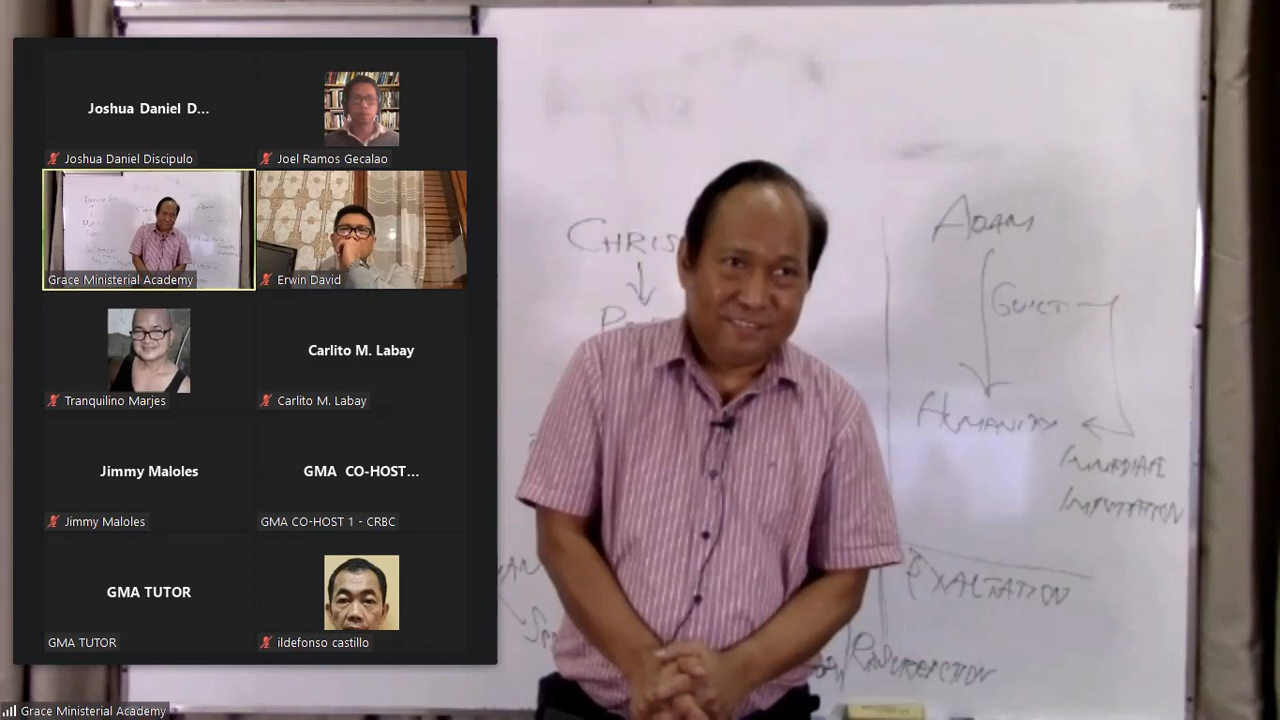 Joshua Daniel D...
Joshua Daniel Discipulo
Joel Ramos Gecalao
Grace Ministerial Academy
Erwin David
Tranquilino Marjes
Carlito M. Labay
Carlito M. Labay
Jimmy Maloles
Jimmy Maloles
GMA CO-HOST...
GMA CO-HOST 1 - CRBC
GMA TUTOR
GMA TUTOR
ildefonso castillo
Grace Ministerial Academy
CHRIS
ADAM
GUILT
HUMANITY
IMMEDIATE
IMPUTATION
EXALTATION
RESURRECTION